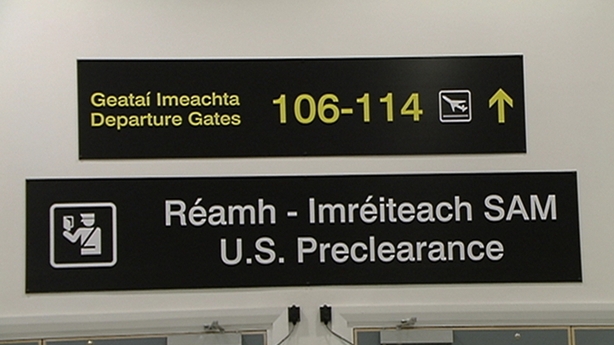 Geataí Imeachta
Departure Gates
106-114
Réamh - Imréiteach SAM
U.S. Preclearance